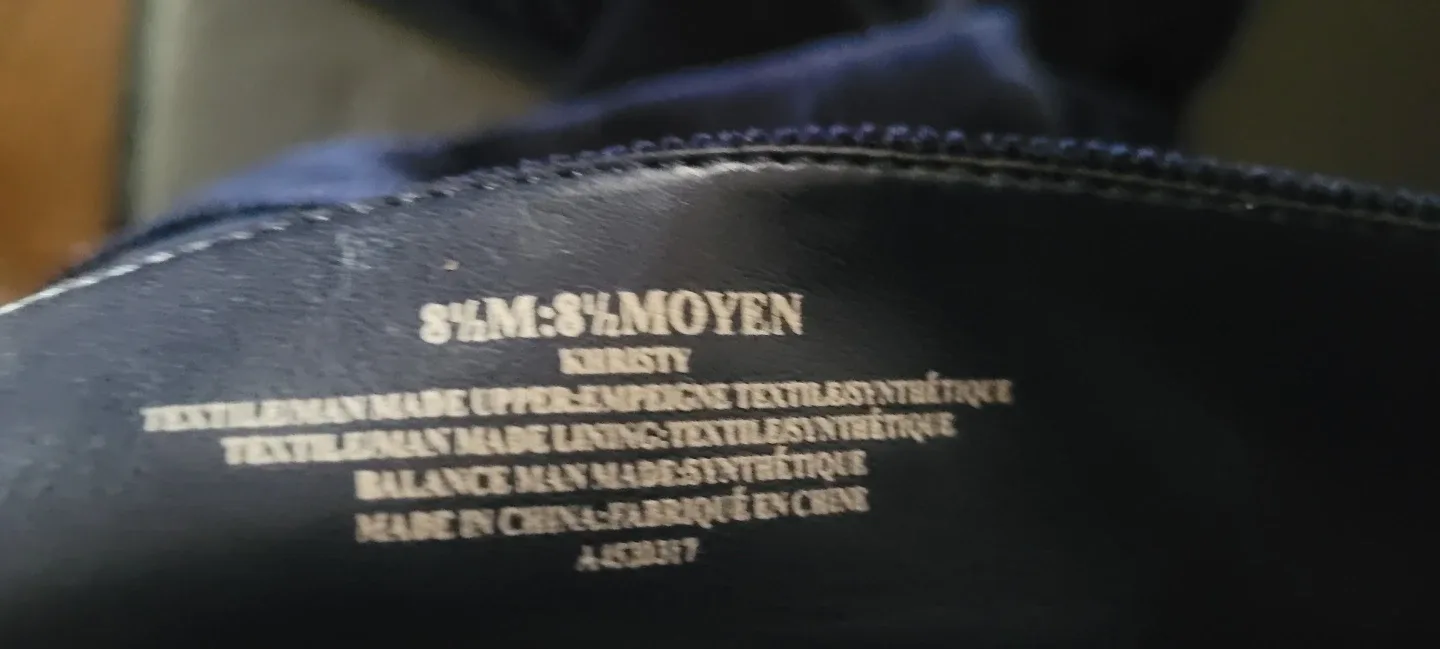 8½M:8½MOYEN
KHRISTY
TEXTILE/MAN MADE UPPER:EMPEIGNE TEXTILE/SYNTHÉTIQUE
TEXTILE/MAN MADE LINING:TEXTILE/SYNTHÉTIQUE
BALANCE MAN MADE:SYNTHÉTIQUE
MADE IN CHINA:FABRIQUÉ EN CHINE